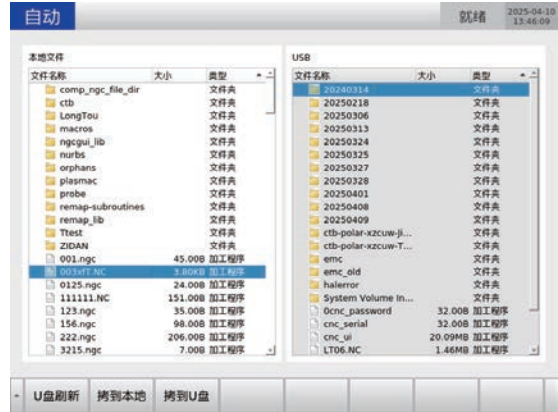 自动
就绪
2025-04-10
13:46:09
本地文件
文件名称 大小 类型
comp_ngc_file_dir 文件夹
ctb 文件夹
LongTou 文件夹
macros 文件夹
ngcgui_lib 文件夹
nurbs 文件夹
orphans 文件夹
plasmac 文件夹
probe 文件夹
remap-subroutines 文件夹
remap_lib 文件夹
Ttest 文件夹
ZIDAN 文件夹
001.ngc 45.00B 加工程序
003xfT.NC 3.80KB 加工程序
0125.ngc 24.00B 加工程序
111111.NC 151.00B 加工程序
123.ngc 35.00B 加工程序
156.ngc 98.00B 加工程序
222.ngc 206.00B 加工程序
3215.ngc 7.00B 加工程序
USB
文件名称 大小 类型
20240314 文件夹
20250218 文件夹
20250306 文件夹
20250313 文件夹
20250324 文件夹
20250325 文件夹
20250327 文件夹
20250328 文件夹
20250401 文件夹
20250408 文件夹
20250409 文件夹
ctb-polar-xzcuw-ji... 文件夹
ctb-polar-xzcuw-T... 文件夹
emc 文件夹
emc_old 文件夹
halerror 文件夹
System Volume In... 文件夹
0cnc_password 32.00B 加工程序
cnc_serial 32.00B 加工程序
cnc_ui 20.09MB 加工程序
LT06.NC 1.46MB 加工程序
U盘刷新 拷到本地 拷到U盘